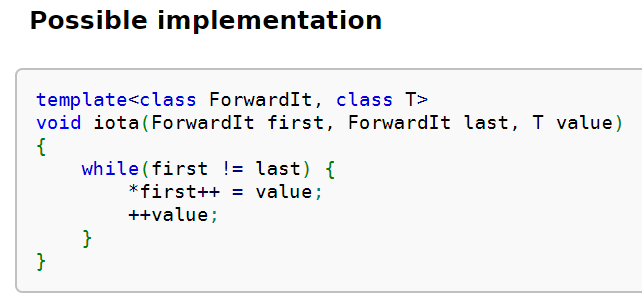 Possible implementation
template<class ForwardIt, class T>
void iota(ForwardIt first, ForwardIt last, T value)
{
    while(first != last) {
        *first++ = value;
        ++value;
    }
}